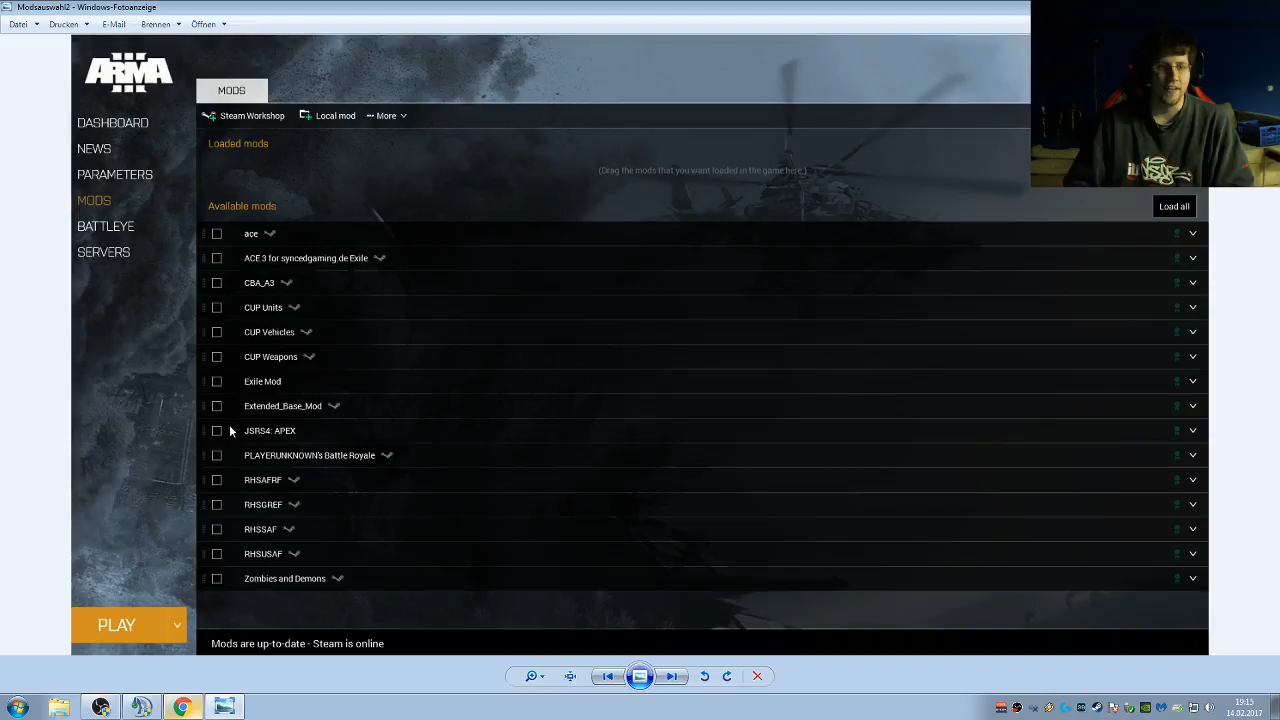 Modsauswahl2 - Windows-Fotoanzeige
Datei Drucken E-Mail Brennen Öffnen
ARMA III
MODS
Steam Workshop Local mod ••• More
DASHBOARD
NEWS
PARAMETERS
MODS
BATTLEYE
SERVERS
Loaded mods
(Drag the mods that you want loaded in the game here.)
Available mods
Load all
ace
ACE 3 for syncedgaming.de Exile
CBA_A3
CUP Units
CUP Vehicles
CUP Weapons
Exile Mod
Extended_Base_Mod
JSRS4: APEX
PLAYERUNKNOWN's Battle Royale
RHSAFRF
RHSGREF
RHSSAF
RHSUSAF
Zombies and Demons
PLAY
Mods are up-to-date - Steam is online
19:15
14.02.2017